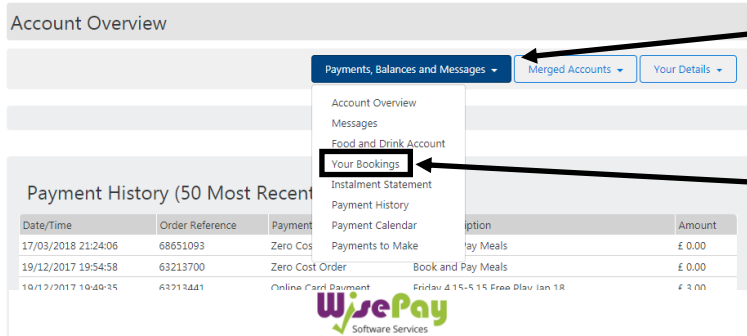 Account Overview
Payments, Balances and Messages
Merged Accounts
Your Details
Account Overview
Messages
Food and Drink Account
Your Bookings
Instalment Statement
Payment History
Payment Calendar
Payments to Make
Payment History (50 Most Recent
Date/Time Order Reference Payment iption Amount
17/03/2018 21:24:06 68651093 Zero Cos Pay Meals £ 0.00
19/12/2017 19:54:58 63213700 Zero Cost Order Book and Pay Meals £ 0.00
19/12/2017 19:49:35 63213441 Online Card Payment Friday 4.15-5.15 Free Play Jan 18 £ 3.00
WisePay
Software Services